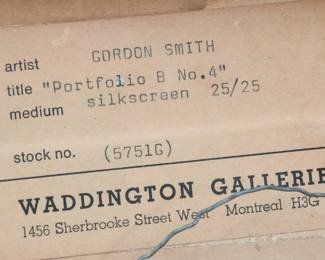 artist GORDON SMITH
title "Portfolio B No.4"
medium silkscreen 25/25
stock no. (5751G)
WADDINGTON GALLERIE
1456 Sherbrooke Street West Montreal H3G